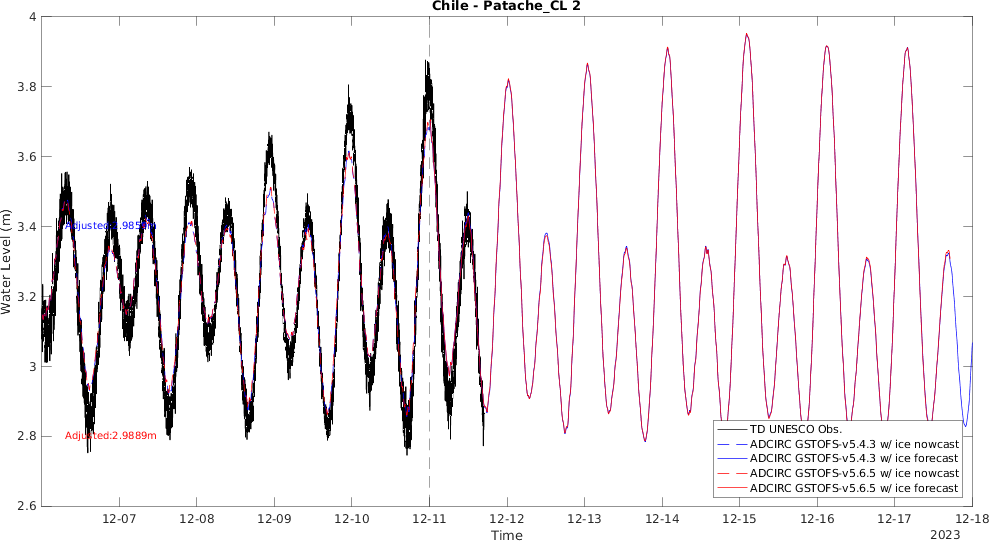 Chile - Patache_CL 2
4
3.8
3.6
3.4
3.2
3
2.8
2.6
Water Level (m)
Adjusted:2.9889m
12-07
12-08
12-09
12-10
12-11
12-12
12-13
12-14
12-15
12-16
12-17
12-18
Time
2023
TD UNESCO Obs.
ADCIRC GSTOFS-v5.4.3 w/ ice nowcast
ADCIRC GSTOFS-v5.4.3 w/ ice forecast
ADCIRC GSTOFS-v5.6.5 w/ ice nowcast
ADCIRC GSTOFS-v5.6.5 w/ ice forecast